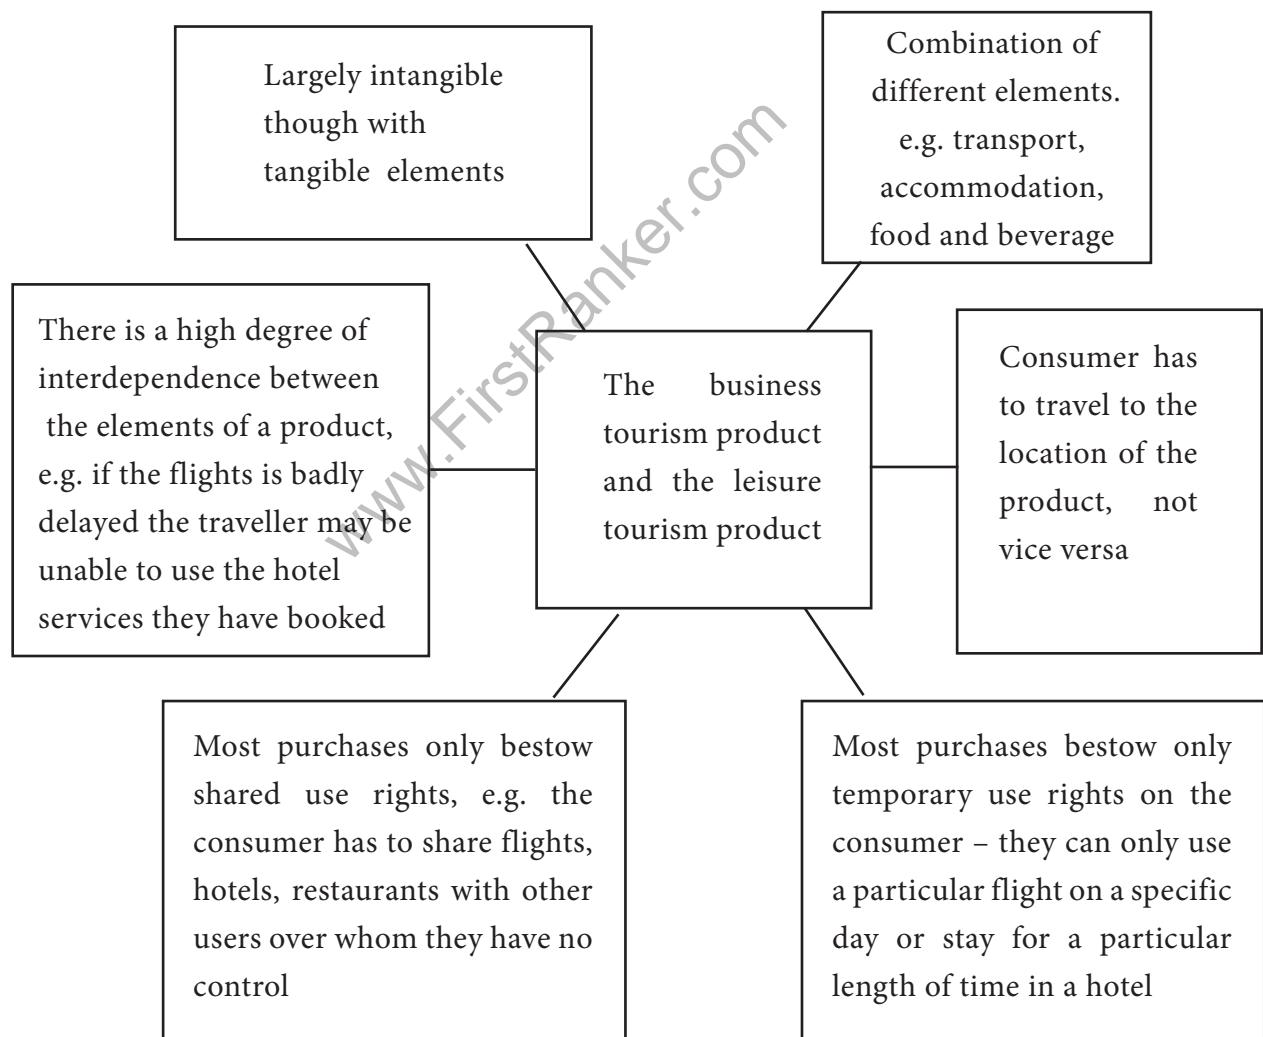 Largely intangible
though with
tangible elements
Combination of
different elements.
e.g. transport,
accommodation,
food and beverage
There is a high degree of
interdependence between
the elements of a product,
e.g. if the flights is badly
delayed the traveller may be
unable to use the hotel
services they have booked
The business
tourism product
and the leisure
tourism product
Consumer has
to travel to the
location of the
product, not
vice versa
Most purchases only bestow
shared use rights, e.g. the
consumer has to share flights,
hotels, restaurants with other
users over whom they have no
control
Most purchases bestow only
temporary use rights on the
consumer – they can only use
a particular flight on a specific
day or stay for a particular
length of time in a hotel
www.FirstRanker.com